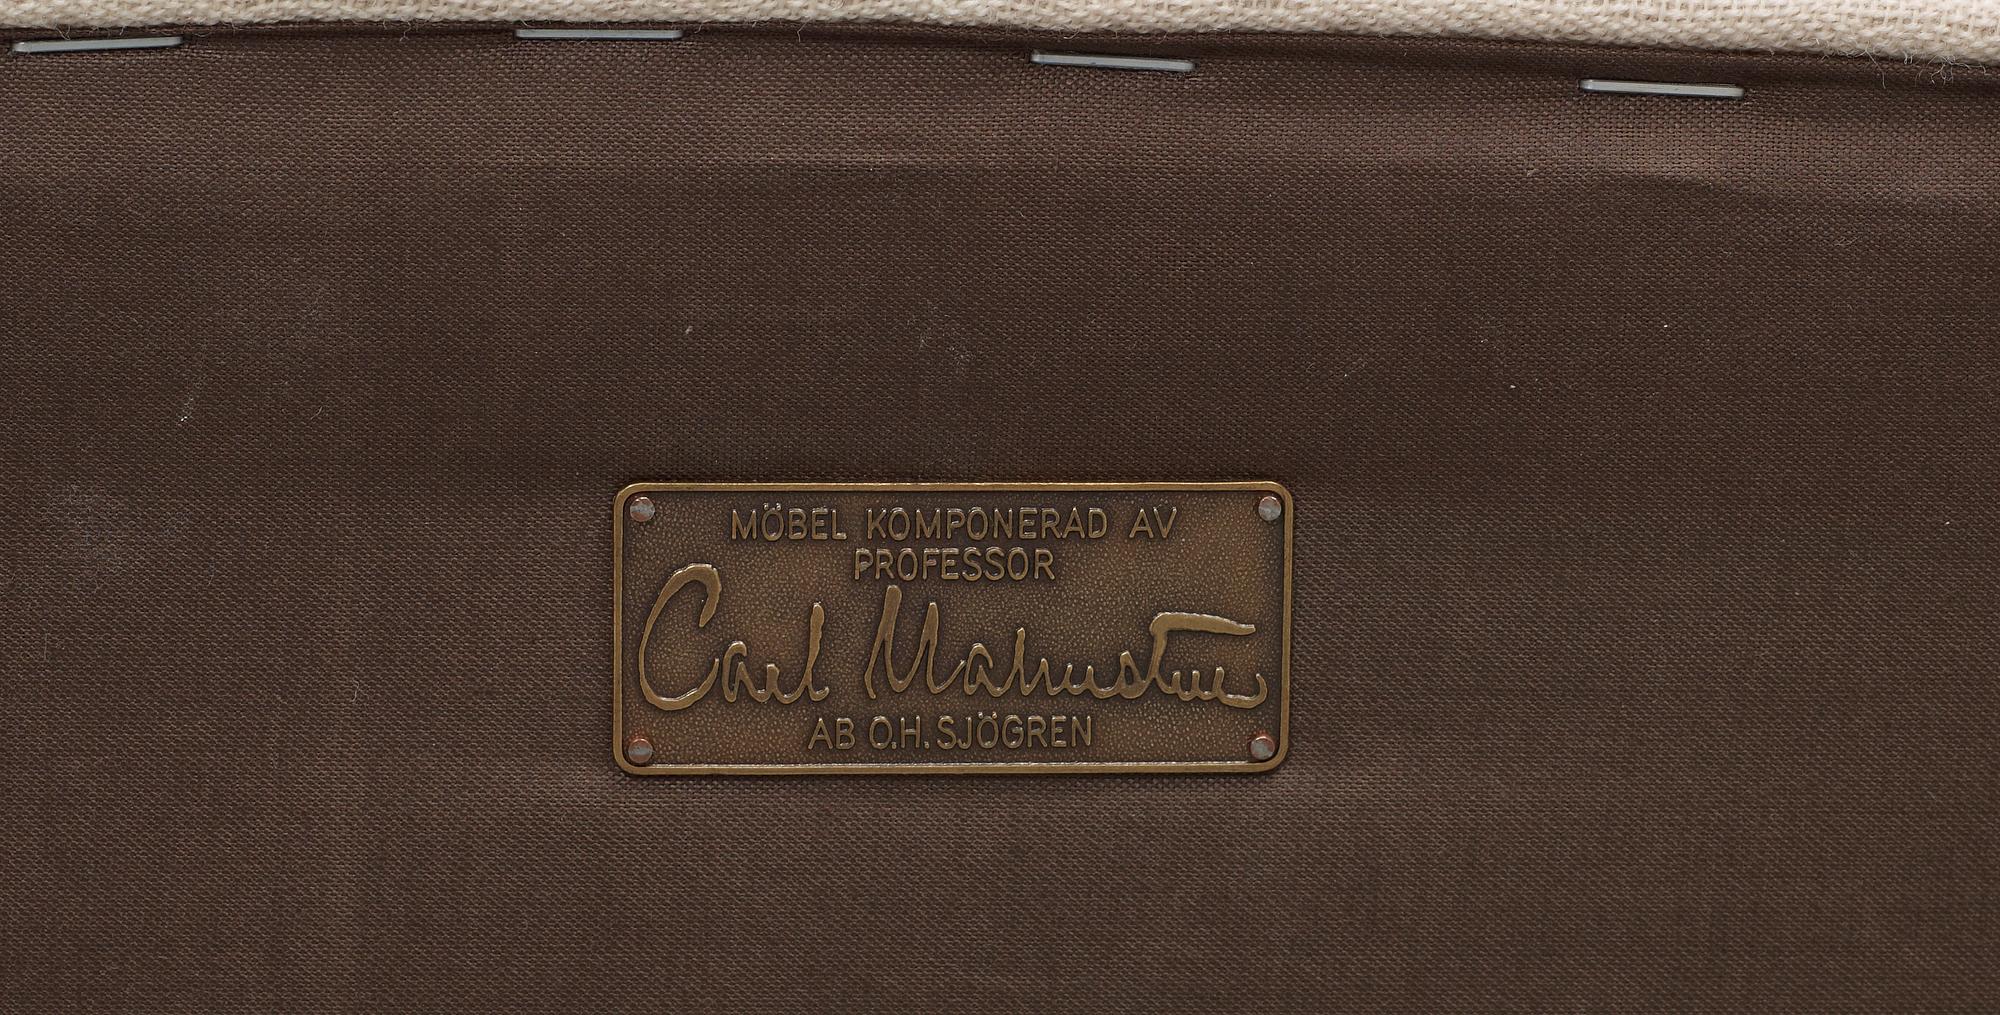 MÖBEL KOMPONERAD AV
PROFESSOR
Carl Malmsten
AB O.H. SJÖGREN